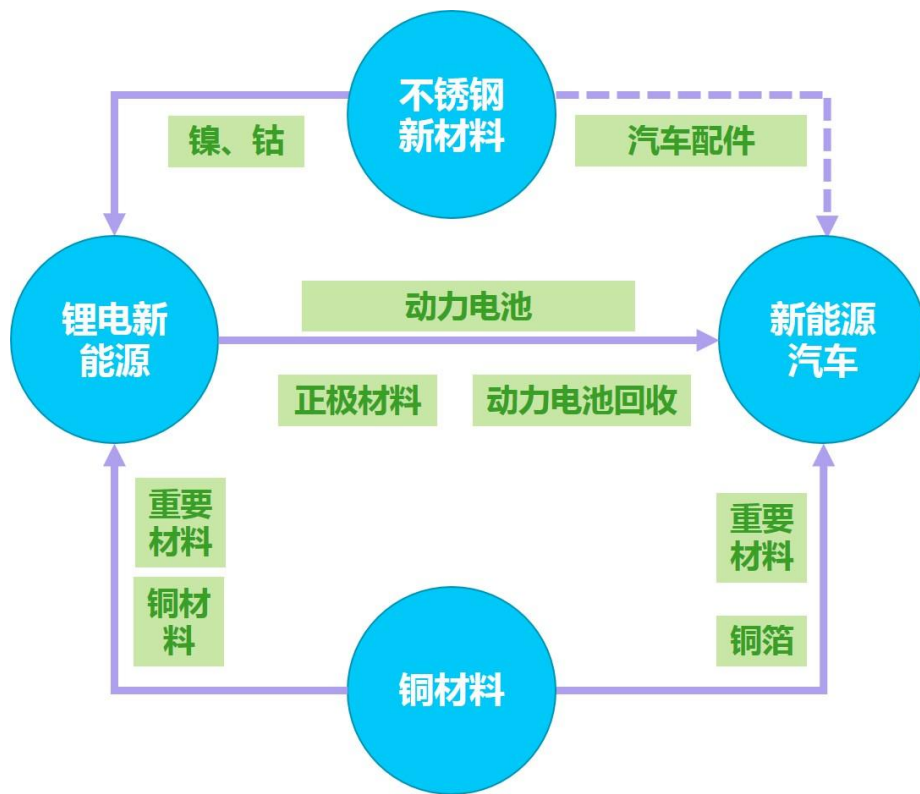 不锈钢
新材料
镍、钴
汽车配件
锂电新
能源
动力电池
新能源
汽车
正极材料
动力电池回收
重要
材料
铜材
料
重要
材料
铜箔
铜材料